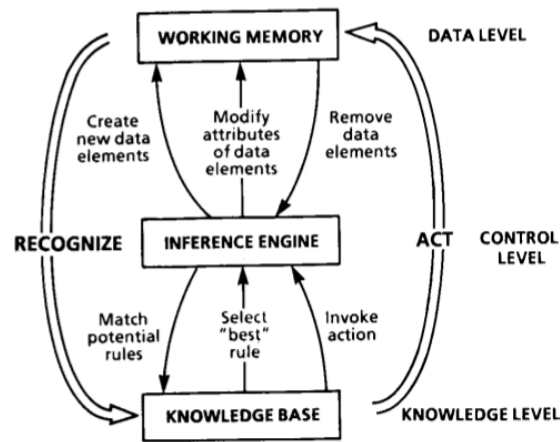 WORKING MEMORY
DATA LEVEL
Create
new data
elements
Modify
attributes
of data
elements
Remove
data
elements
RECOGNIZE
INFERENCE ENGINE
ACT
CONTROL
LEVEL
Match
potential
rules
Select
"best"
rule
Invoke
action
KNOWLEDGE BASE
KNOWLEDGE LEVEL